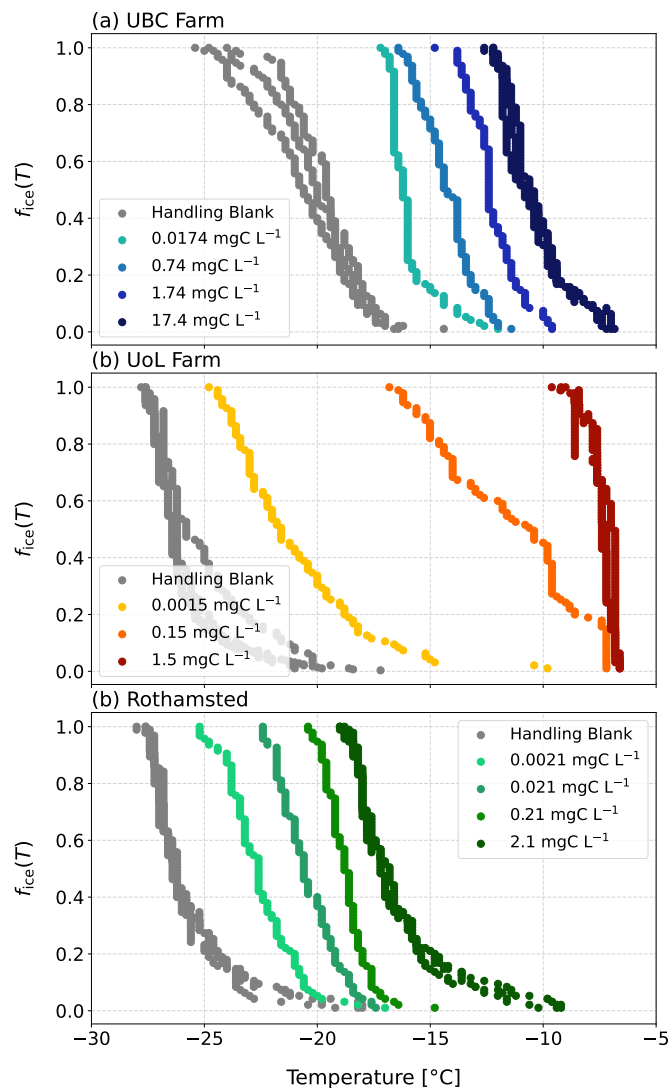 (a) UBC Farm
1.0
0.8
0.6
0.4
0.2
0.0
f_ice(T)
Handling Blank
0.0174 mgC L⁻¹
0.74 mgC L⁻¹
1.74 mgC L⁻¹
17.4 mgC L⁻¹
(b) UoL Farm
1.0
0.8
0.6
0.4
0.2
0.0
f_ice(T)
Handling Blank
0.0015 mgC L⁻¹
0.15 mgC L⁻¹
1.5 mgC L⁻¹
(b) Rothamsted
1.0
0.8
0.6
0.4
0.2
0.0
f_ice(T)
Handling Blank
0.0021 mgC L⁻¹
0.021 mgC L⁻¹
0.21 mgC L⁻¹
2.1 mgC L⁻¹
−30 −25 −20 −15 −10 −5
Temperature [°C]